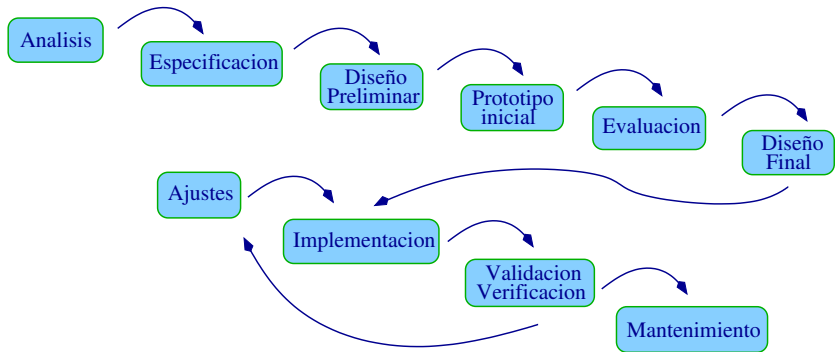 Analisis
Especificacion
Diseño
Preliminar
Prototipo
inicial
Evaluacion
Diseño
Final
Ajustes
Implementacion
Validacion
Verificacion
Mantenimiento